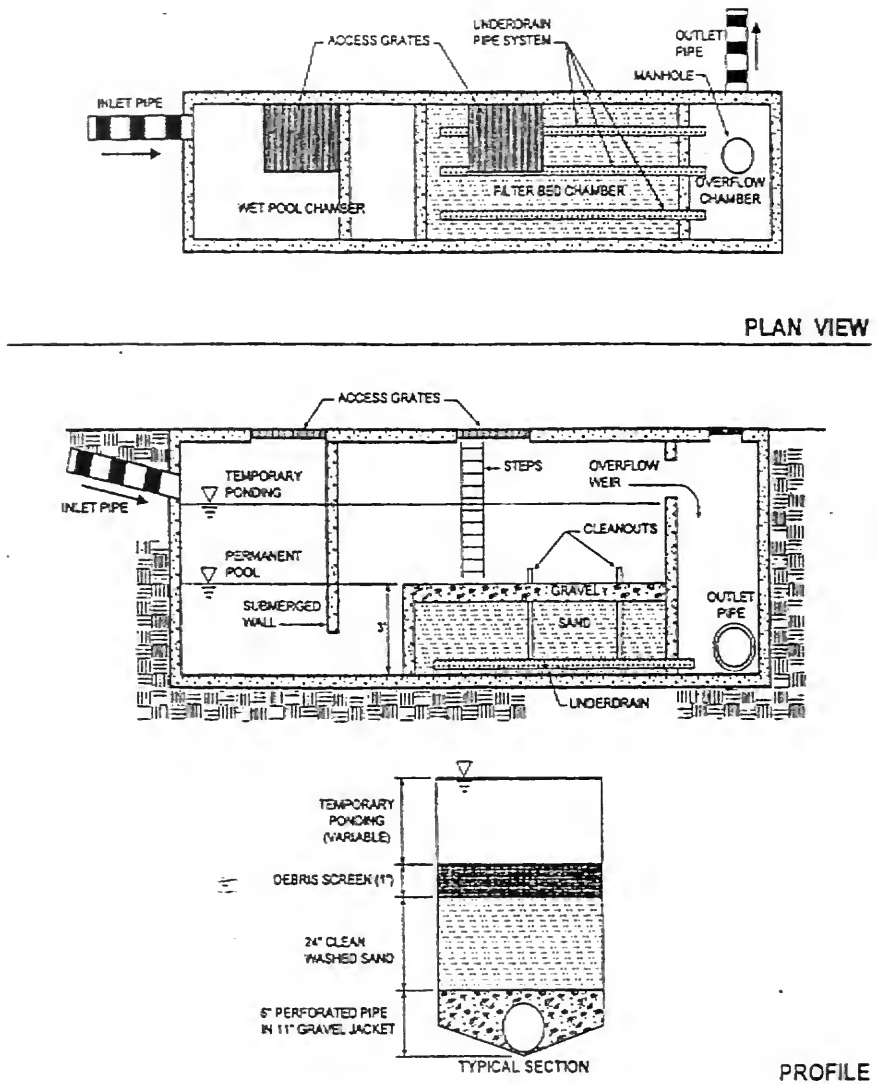 UNDERDRAIN
PIPE SYSTEM
ACCESS GRATES
OUTLET
PIPE
MANHOLE
INLET PIPE
WET POOL CHAMBER
FILTER BED CHAMBER
OVERFLOW
CHAMBER
PLAN VIEW
ACCESS GRATES
TEMPORARY
PONDING
STEPS
OVERFLOW
WEIR
INLET PIPE
CLEANOUTS
PERMANENT
POOL
SUBMERGED
WALL
3'
GRAVEL
SAND
OUTLET
PIPE
UNDERDRAIN
TEMPORARY
PONDING
(VARIABLE)
DEBRIS SCREEN (1")
24" CLEAN
WASHED SAND
6" PERFORATED PIPE
IN 11" GRAVEL JACKET
TYPICAL SECTION
PROFILE